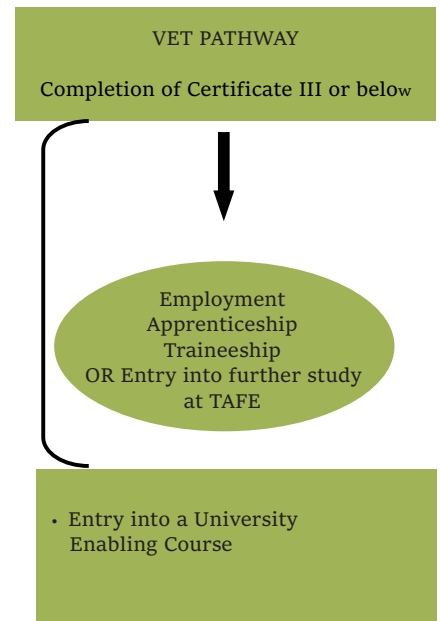 VET PATHWAY
Completion of Certificate III or below
Employment
Apprenticeship
Traineeship
OR Entry into further study
at TAFE
• Entry into a University
Enabling Course